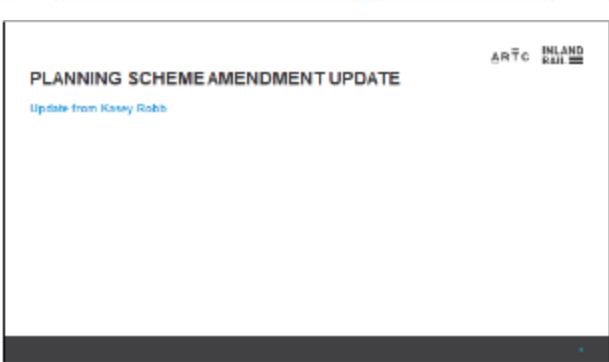 ARTC INLAND
RAIL
PLANNING SCHEME AMENDMENT UPDATE
Update from Kasey Robb